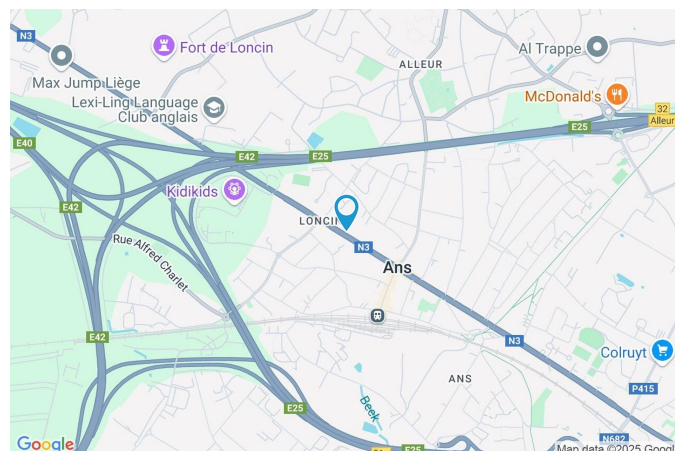 N3
Fort de Loncin
Al Trappe
Max Jump Liège
ALLEUR
Lexi-Ling Language
Club anglais
McDonald's
32
Alleur
E40
E42
E25
E25
Kidikids
E42
LONCI
N3
Rue Alfred Charlet
Ans
E42
N3
Colruyt
ANS
P415
E25
Beek
N682
E25
Google
Map data ©2025 Google